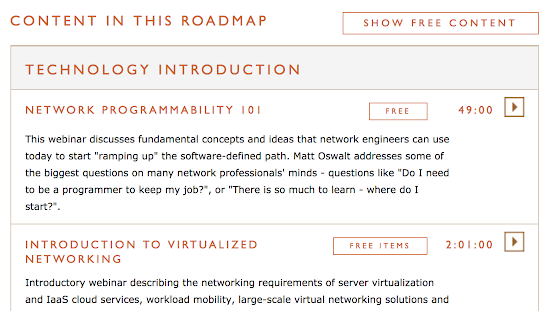 CONTENT IN THIS ROADMAP
SHOW FREE CONTENT
TECHNOLOGY INTRODUCTION
NETWORK PROGRAMMABILITY 101
FREE
49:00
This webinar discusses fundamental concepts and ideas that network engineers can use
today to start "ramping up" the software-defined path. Matt Oswalt addresses some of
the biggest questions on many network professionals' minds - questions like "Do I need
to be a programmer to keep my job?", or "There is so much to learn - where do I
start?".
INTRODUCTION TO VIRTUALIZED
NETWORKING
FREE ITEMS
2:01:00
Introductory webinar describing the networking requirements of server virtualization
and IaaS cloud services, workload mobility, large-scale virtual networking solutions and